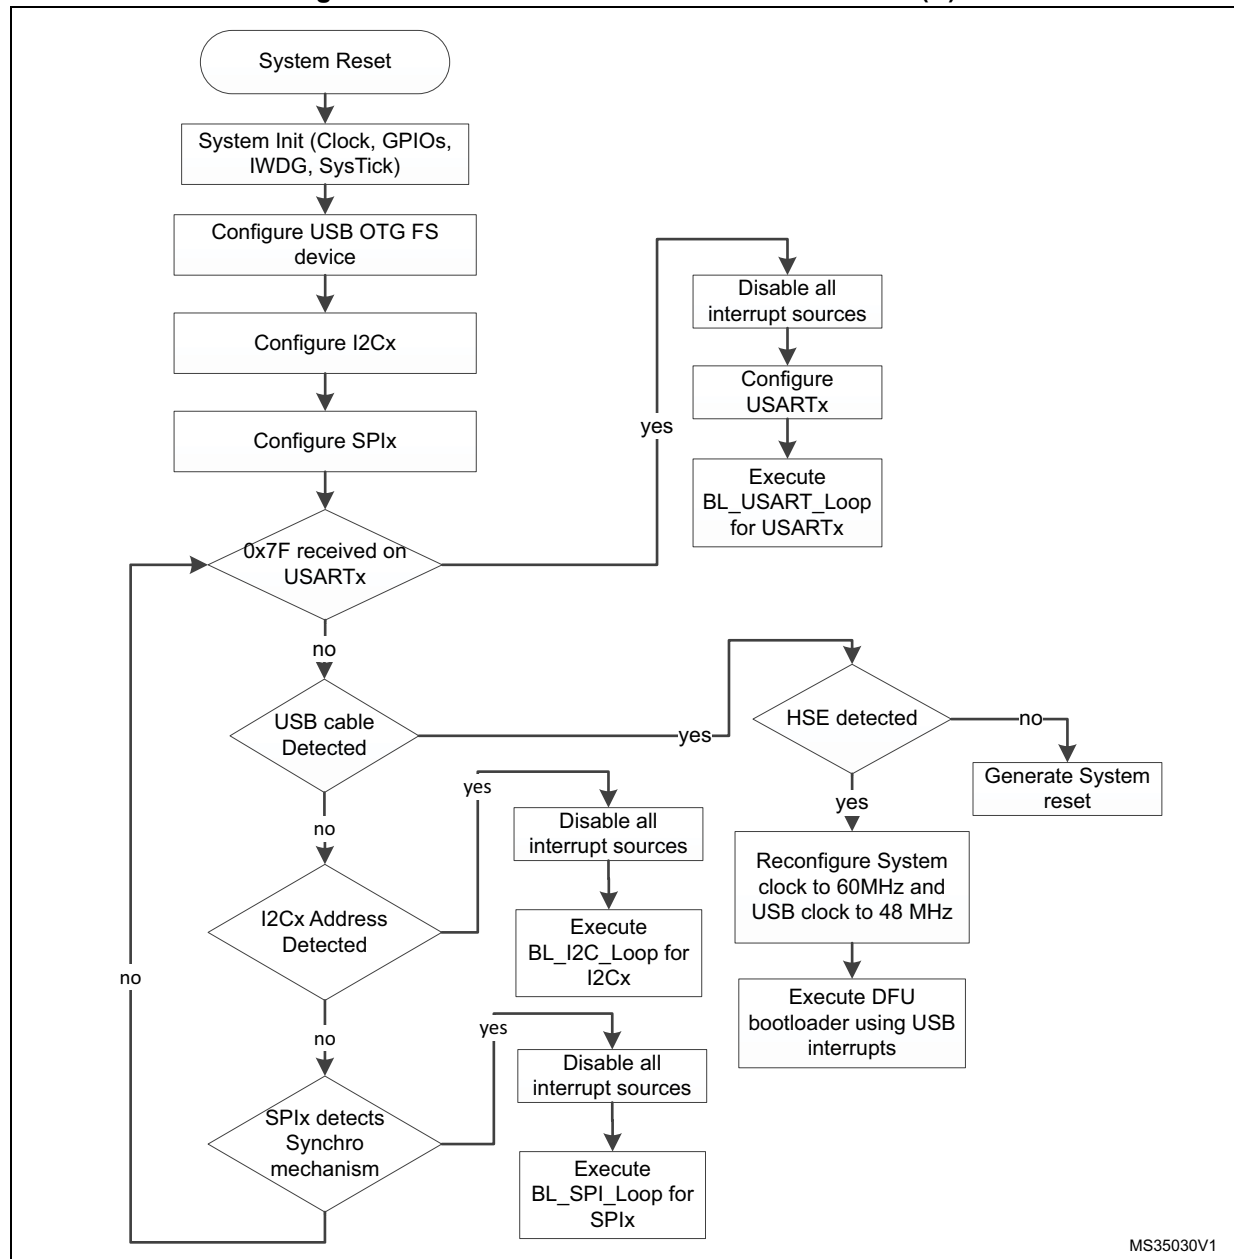 System Reset
System Init (Clock, GPIOs,
IWDG, SysTick)
Configure USB OTG FS
device
Configure I2Cx
Configure SPIx
0x7F received on
USARTx
yes
Disable all
interrupt sources
Configure
USARTx
Execute
BL_USART_Loop
for USARTx
no
USB cable
Detected
yes
HSE detected
no
Generate System
reset
yes
Reconfigure System
clock to 60MHz and
USB clock to 48 MHz
Execute DFU
bootloader using USB
interrupts
no
I2Cx Address
Detected
yes
Disable all
interrupt sources
Execute
BL_I2C_Loop for
I2Cx
no
SPIx detects
Synchro
mechanism
yes
Disable all
interrupt sources
Execute
BL_SPI_Loop for
SPIx
no
MS35030V1